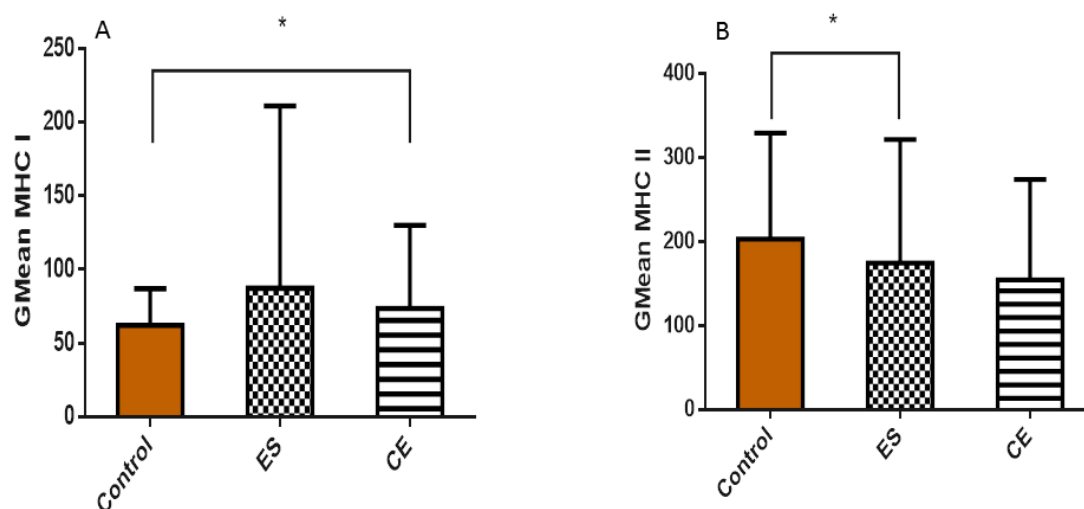 A
*
GMean MHC I
250
200
150
100
50
0
Control
ES
CE
B
*
GMean MHC II
400
300
200
100
0
Control
ES
CE